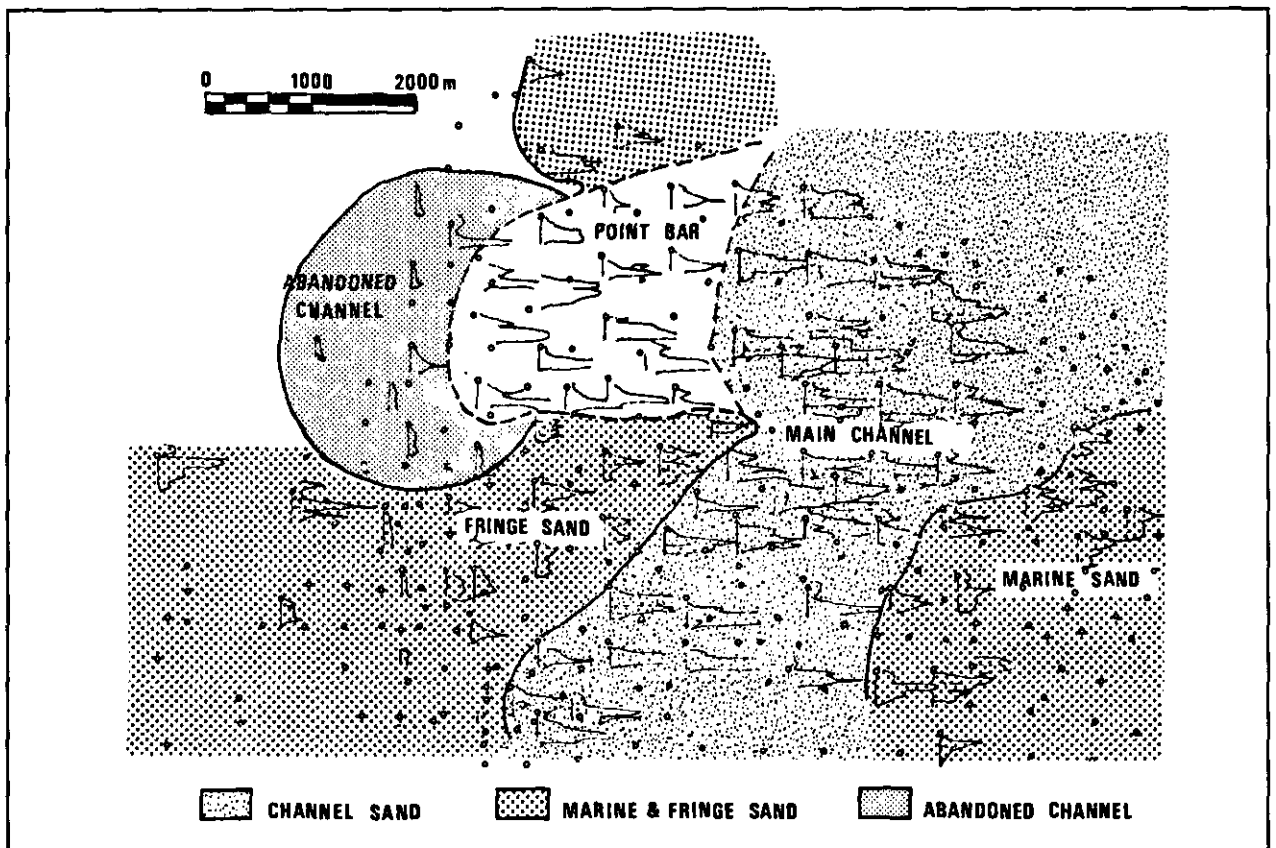 0 1000 2000 m
POINT BAR
ABANDONED
CHANNEL
MAIN CHANNEL
FRINGE SAND
MARINE SAND
CHANNEL SAND MARINE & FRINGE SAND ABANDONED CHANNEL